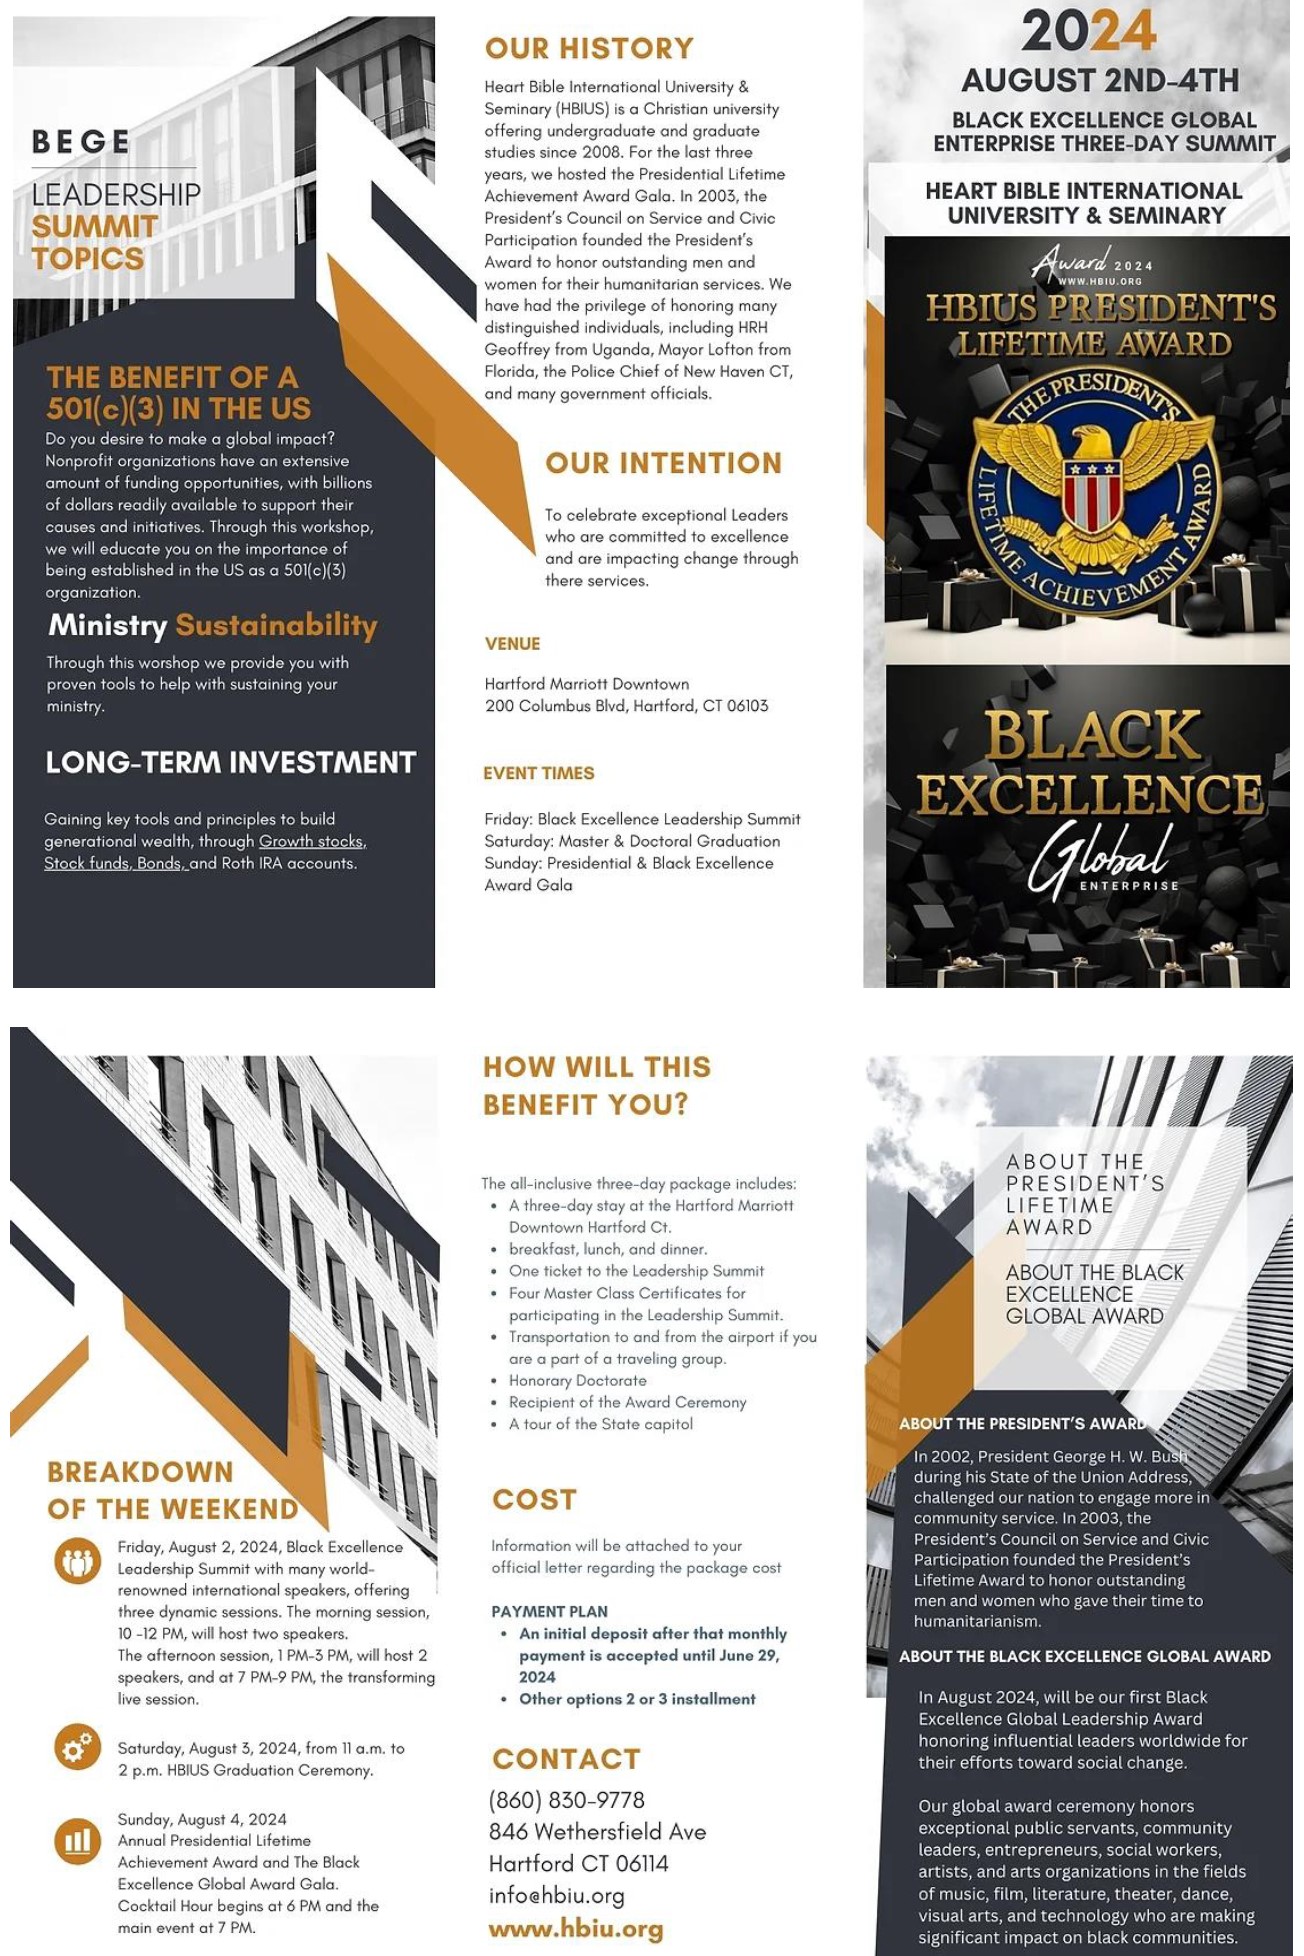 BEGE
LEADERSHIP
SUMMIT
TOPICS
THE BENEFIT OF A
501(c)(3) IN THE US
Do you desire to make a global impact?
Nonprofit organizations have an extensive
amount of funding opportunities, with billions
of dollars readily available to support their
causes and initiatives. Through this workshop,
we will educate you on the importance of
being established in the US as a 501(c)(3)
organization.
Ministry Sustainability
Through this worshop we provide you with
proven tools to help with sustaining your
ministry.
LONG-TERM INVESTMENT
Gaining key tools and principles to build
generational wealth, through Growth stocks,
Stock funds, Bonds, and Roth IRA accounts.
OUR HISTORY
Heart Bible International University &
Seminary (HBIUS) is a Christian university
offering undergraduate and graduate
studies since 2008. For the last three
years, we hosted the Presidential Lifetime
Achievement Award Gala. In 2003, the
President's Council on Service and Civic
Participation founded the President's
Award to honor outstanding men and
women for their humanitarian services. We
have had the privilege of honoring many
distinguished individuals, including HRH
Geoffrey from Uganda, Mayor Lofton from
Florida, the Police Chief of New Haven CT,
and many government officials.
OUR INTENTION
To celebrate exceptional Leaders
who are committed to excellence
and are impacting change through
there services.
VENUE
Hartford Marriott Downtown
200 Columbus Blvd, Hartford, CT 06103
EVENT TIMES
Friday: Black Excellence Leadership Summit
Saturday: Master & Doctoral Graduation
Sunday: Presidential & Black Excellence
Award Gala
2024
AUGUST 2ND-4TH
BLACK EXCELLENCE GLOBAL
ENTERPRISE THREE-DAY SUMMIT
HEART BIBLE INTERNATIONAL
UNIVERSITY & SEMINARY
Award 2024
WWW.HBIU.ORG
HBIUS PRESIDENT'S
LIFETIME AWARD
THE PRESIDENT'S
LIFETIME ACHIEVEMENT AWARD
BLACK
EXCELLENCE
Global
ENTERPRISE
BREAKDOWN
OF THE WEEKEND
Friday, August 2, 2024, Black Excellence
Leadership Summit with many world-
renowned international speakers, offering
three dynamic sessions. The morning session,
10 -12 PM, will host two speakers.
The afternoon session, 1 PM-3 PM, will host 2
speakers, and at 7 PM-9 PM, the transforming
live session.
Saturday, August 3, 2024, from 11 a.m. to
2 p.m. HBIUS Graduation Ceremony.
Sunday, August 4, 2024
Annual Presidential Lifetime
Achievement Award and The Black
Excellence Global Award Gala.
Cocktail Hour begins at 6 PM and the
main event at 7 PM.
HOW WILL THIS
BENEFIT YOU?
The all-inclusive three-day package includes:
• A three-day stay at the Hartford Marriott
Downtown Hartford Ct.
• breakfast, lunch, and dinner.
• One ticket to the Leadership Summit
• Four Master Class Certificates for
participating in the Leadership Summit.
• Transportation to and from the airport if you
are a part of a traveling group.
• Honorary Doctorate
• Recipient of the Award Ceremony
• A tour of the State capitol
COST
Information will be attached to your
official letter regarding the package cost
PAYMENT PLAN
• An initial deposit after that monthly
payment is accepted until June 29,
2024
• Other options 2 or 3 installment
CONTACT
(860) 830-9778
846 Wethersfield Ave
Hartford CT 06114
info@hbiu.org
www.hbiu.org
ABOUT THE
PRESIDENT'S
LIFETIME
AWARD
ABOUT THE BLACK
EXCELLENCE
GLOBAL AWARD
ABOUT THE PRESIDENT'S AWARD
In 2002, President George H. W. Bush
during his State of the Union Address,
challenged our nation to engage more in
community service. In 2003, the
President's Council on Service and Civic
Participation founded the President's
Lifetime Award to honor outstanding
men and women who gave their time to
humanitarianism.
ABOUT THE BLACK EXCELLENCE GLOBAL AWARD
In August 2024, will be our first Black
Excellence Global Leadership Award
honoring influential leaders worldwide for
their efforts toward social change.
Our global award ceremony honors
exceptional public servants, community
leaders, entrepreneurs, social workers,
artists, and arts organizations in the fields
of music, film, literature, theater, dance,
visual arts, and technology who are making
significant impact on black communities.